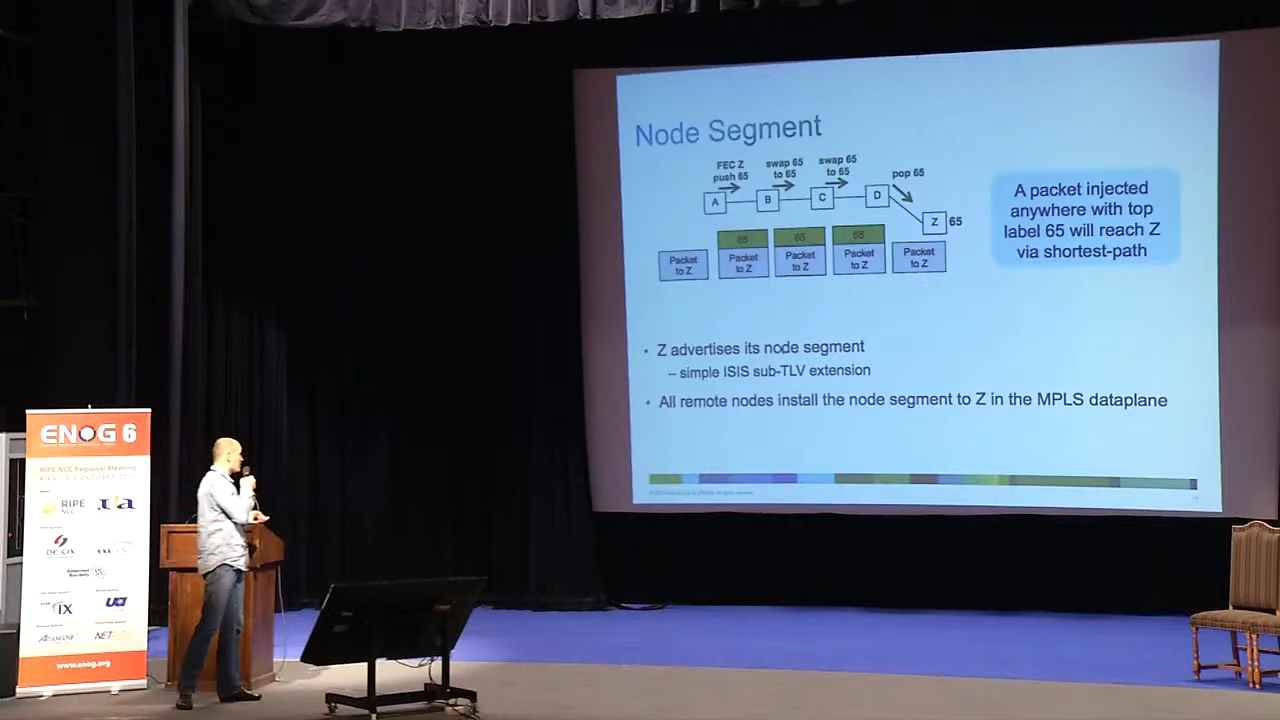 Node Segment
FEC Z
push 65
swap 65
to 65
swap 65
to 65
pop 65
A
B
C
D
Z
65
65
65
65
Packet
to Z
Packet
to Z
Packet
to Z
Packet
to Z
Packet
to Z
A packet injected
anywhere with top
label 65 will reach Z
via shortest-path
• Z advertises its node segment
– simple ISIS sub-TLV extension
• All remote nodes install the node segment to Z in the MPLS dataplane
ENOG 6
RIPE NCC Regional Meeting
RIPE
NCC
DE CIX
IX
NET
www.enog.org